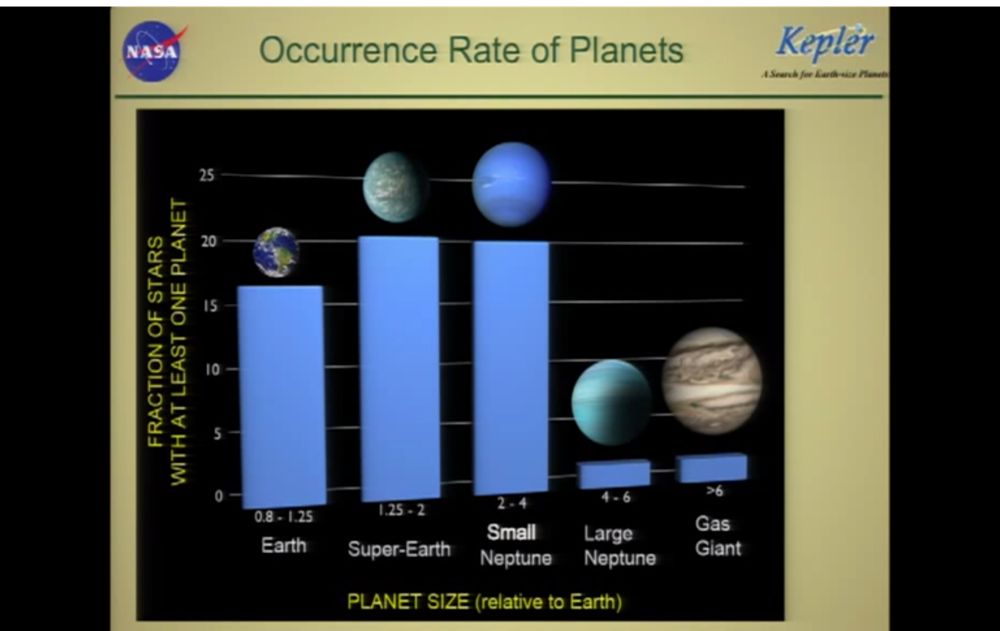 NASA
Occurrence Rate of Planets
Kepler
A Search for Earth-size Planets
FRACTION OF STARS
WITH AT LEAST ONE PLANET
25
20
15
10
5
0
0.8 - 1.25
1.25 - 2
2 - 4
4 - 6
>6
Earth
Super-Earth
Small
Neptune
Large
Neptune
Gas
Giant
PLANET SIZE (relative to Earth)